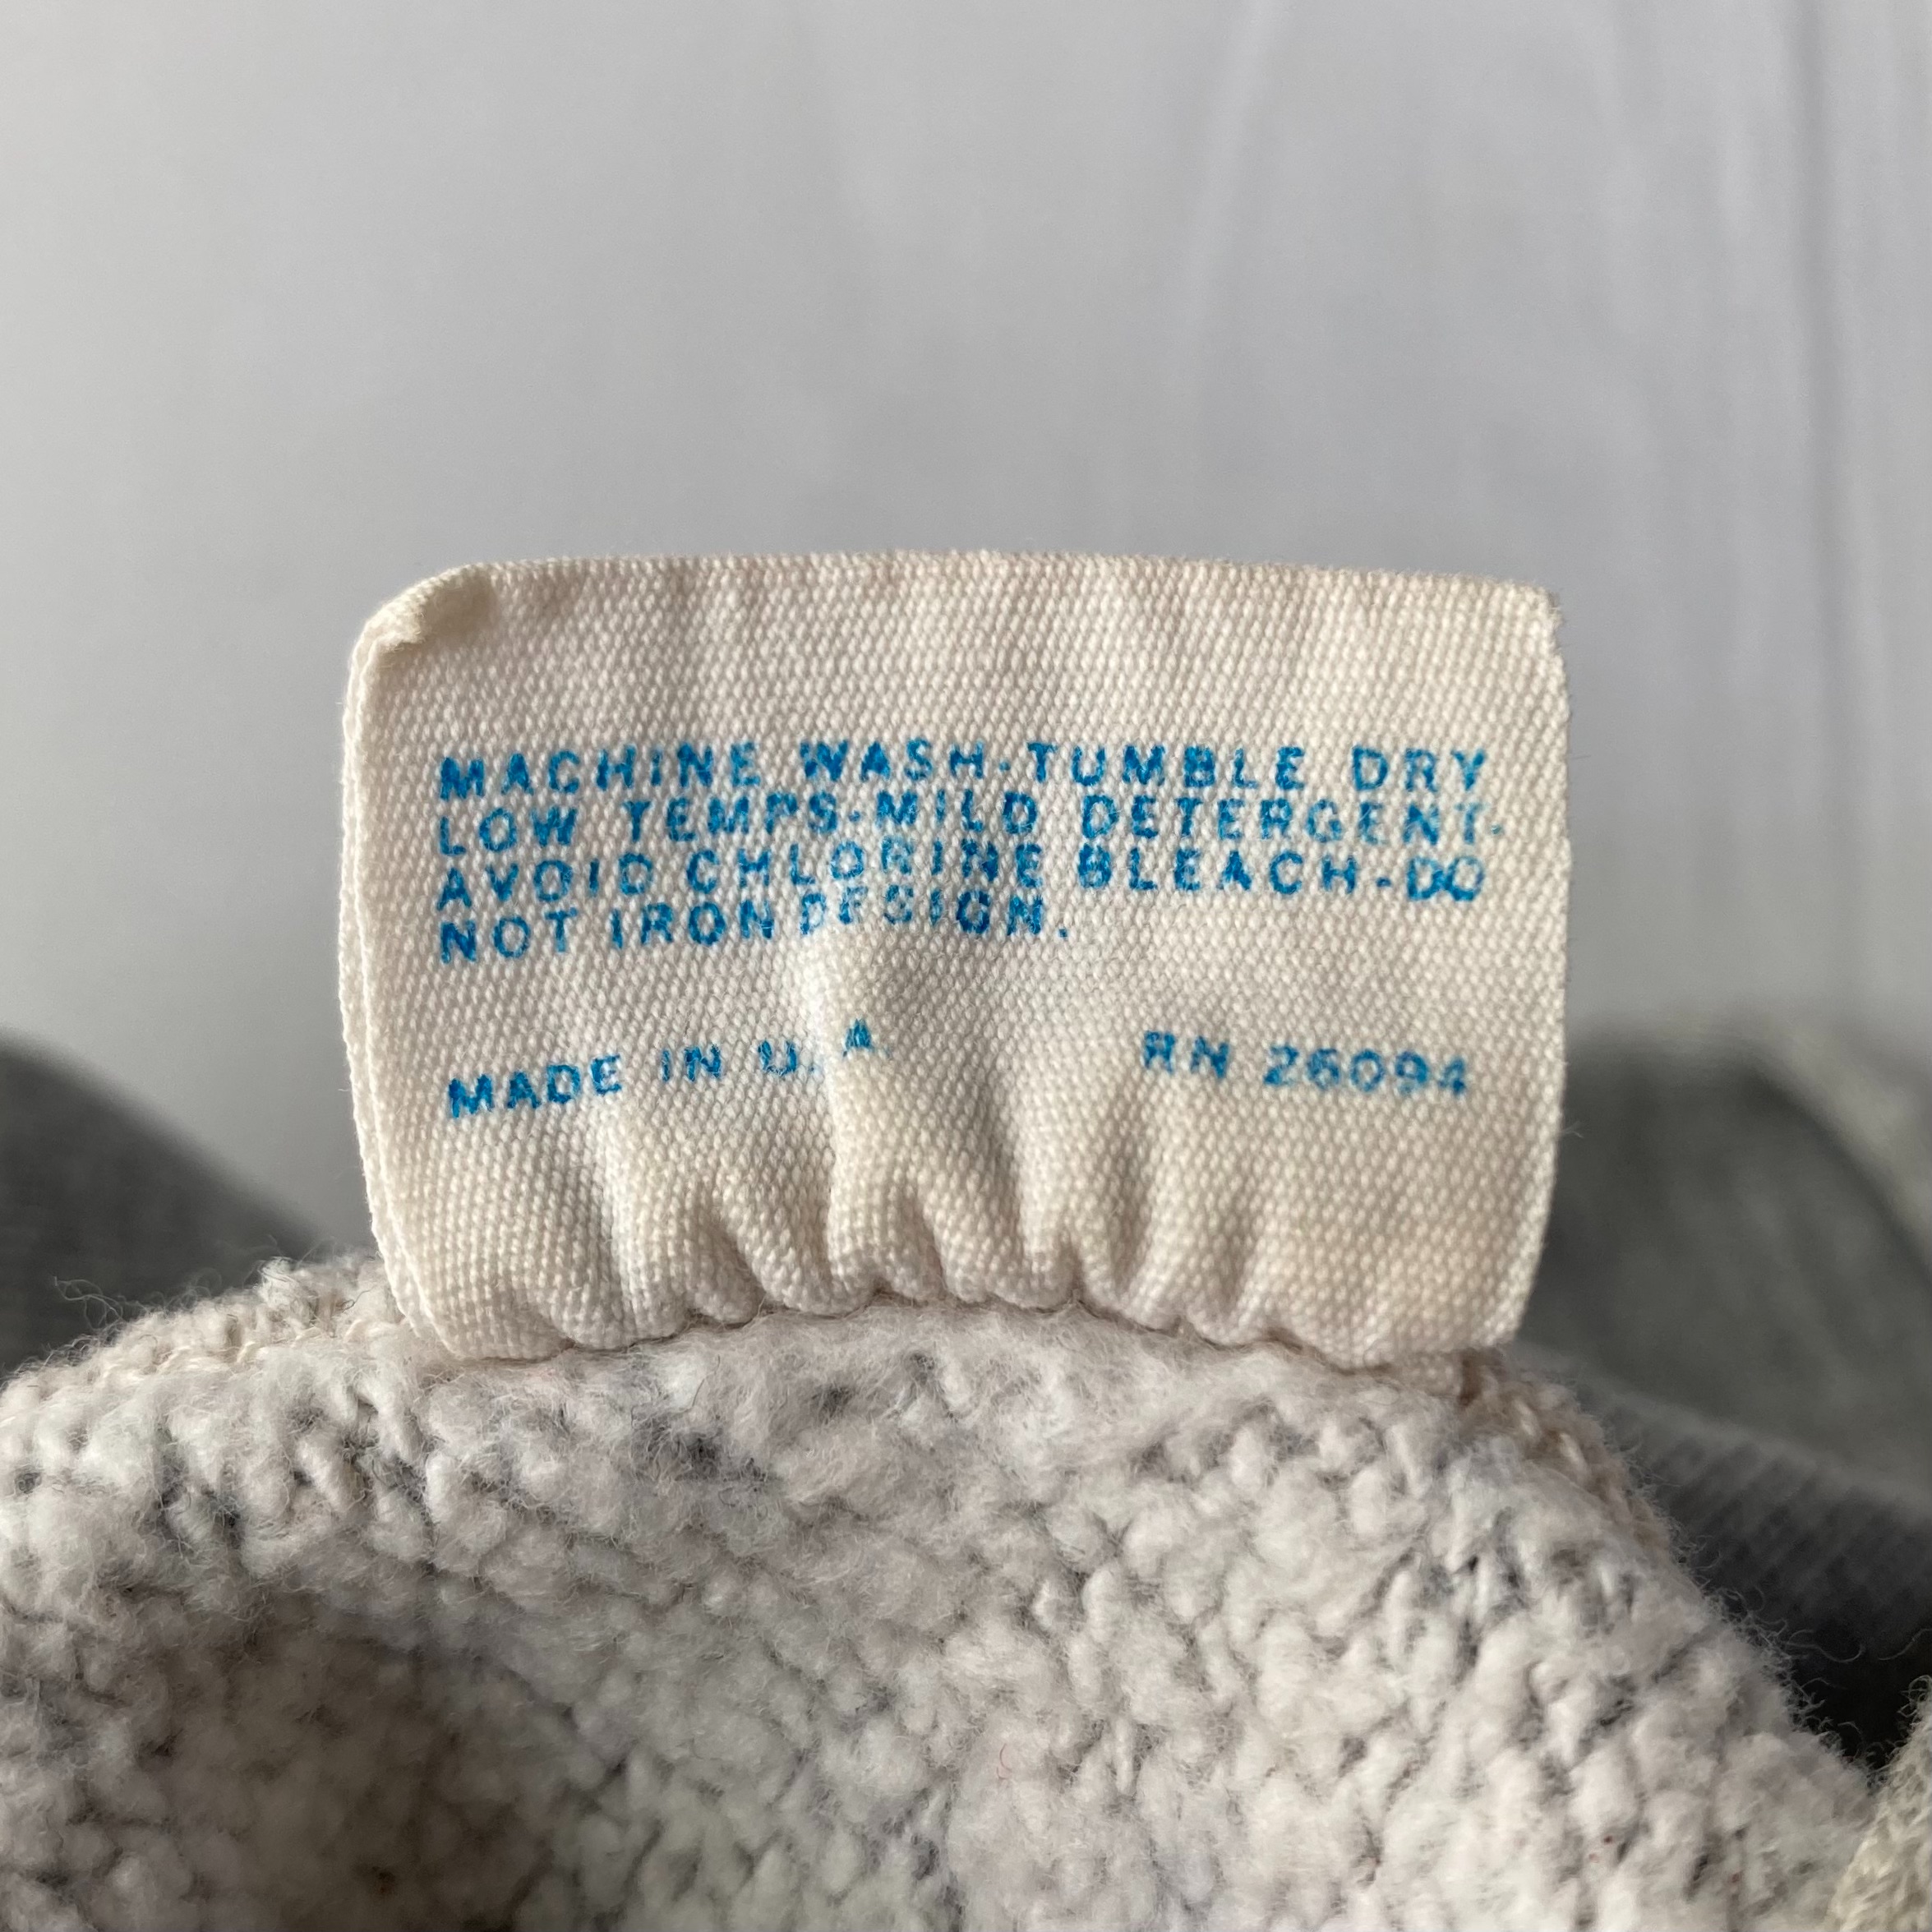 MACHINE WASH-TUMBLE DRY
LOW TEMPS-MILD DETERGENT-
AVOID CHLORINE BLEACH-DO
NOT IRON DESIGN.
MADE IN U.S.A. RN 26094